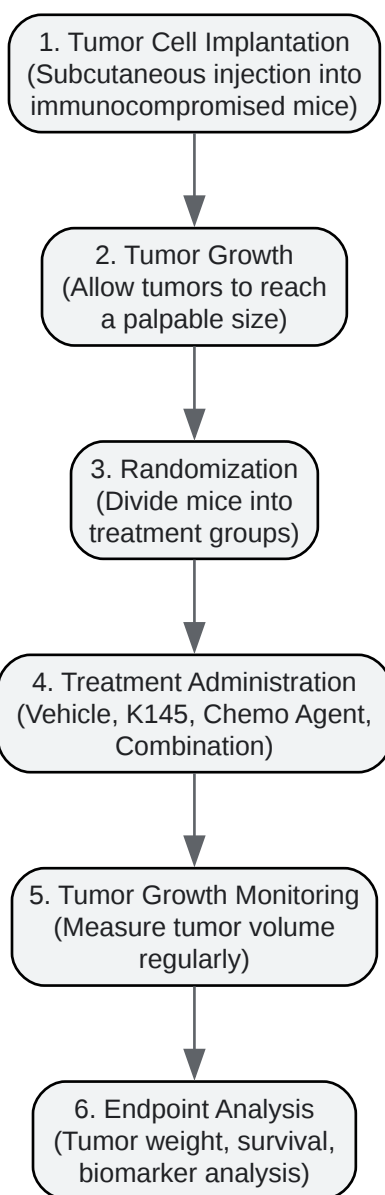 1. Tumor Cell Implantation
(Subcutaneous injection into
immunocompromised mice)
2. Tumor Growth
(Allow tumors to reach
a palpable size)
3. Randomization
(Divide mice into
treatment groups)
4. Treatment Administration
(Vehicle, K145, Chemo Agent,
Combination)
5. Tumor Growth Monitoring
(Measure tumor volume
regularly)
6. Endpoint Analysis
(Tumor weight, survival,
biomarker analysis)